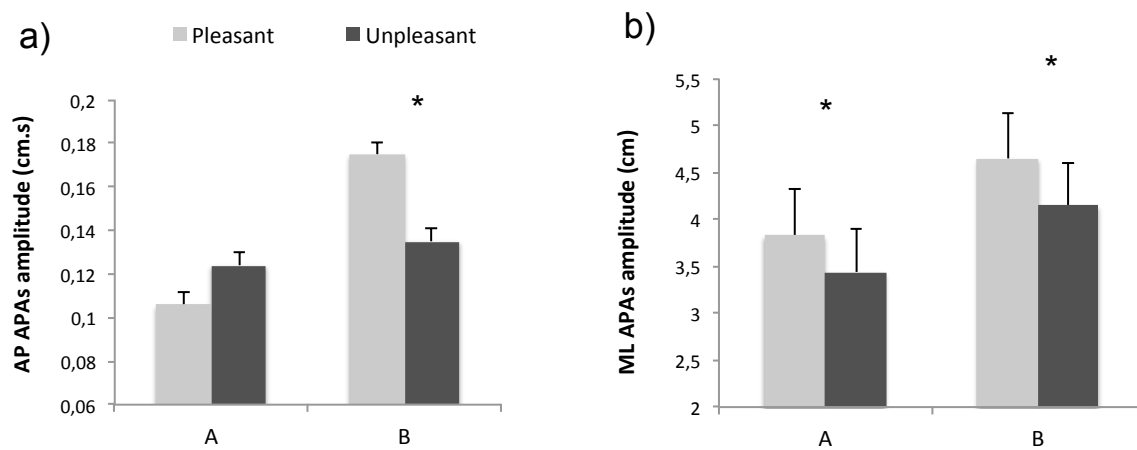 a)
Pleasant
Unpleasant
AP APAs amplitude (cm.s)
0,2
0,18
0,16
0,14
0,12
0,1
0,08
0,06
*
A
B
b)
ML APAs amplitude (cm)
5,5
5
4,5
4
3,5
3
2,5
2
*
*
A
B